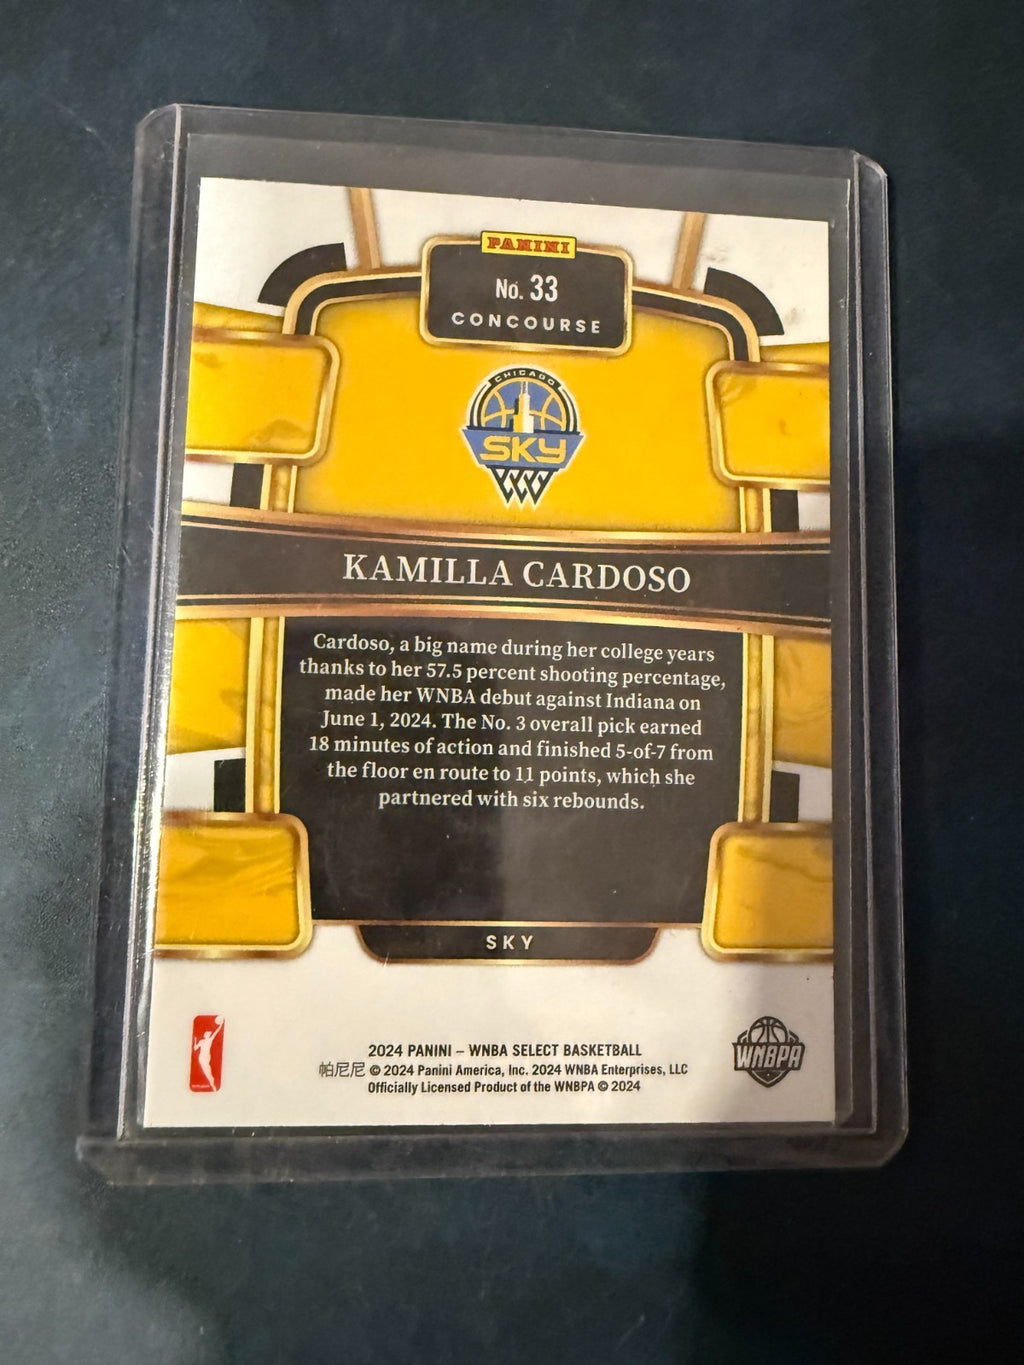 PANINI
No. 33
CONCOURSE
CHICAGO
SKY
KAMILLA CARDOSO
Cardoso, a big name during her college years
thanks to her 57.5 percent shooting percentage,
made her WNBA debut against Indiana on
June 1, 2024. The No. 3 overall pick earned
18 minutes of action and finished 5-of-7 from
the floor en route to 11 points, which she
partnered with six rebounds.
SKY
2024 PANINI – WNBA SELECT BASKETBALL
帕尼尼 © 2024 Panini America, Inc. 2024 WNBA Enterprises, LLC
Officially Licensed Product of the WNBPA © 2024
WNBPA